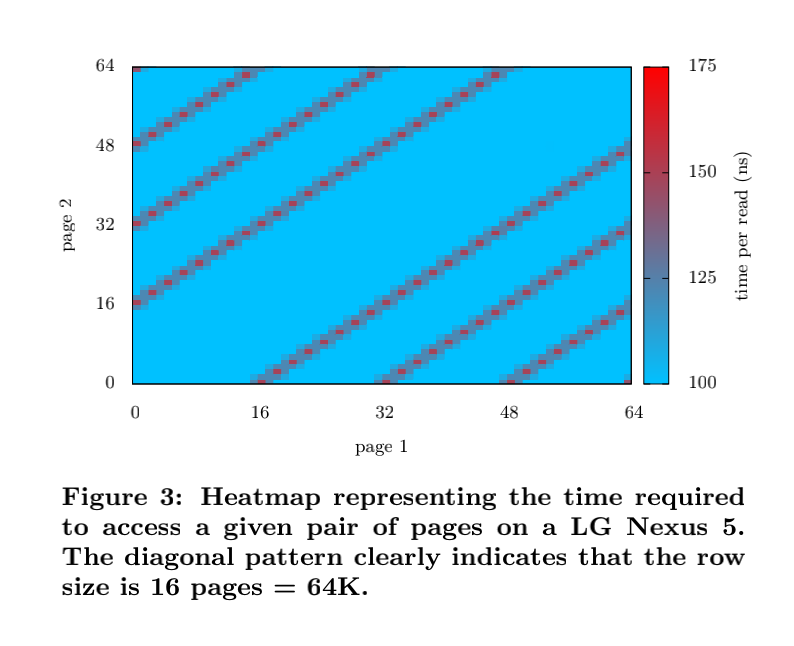 64
48
32
16
0
page 2
0 16 32 48 64
page 1
175
150
125
100
time per read (ns)
Figure 3: Heatmap representing the time required
to access a given pair of pages on a LG Nexus 5.
The diagonal pattern clearly indicates that the row
size is 16 pages = 64K.